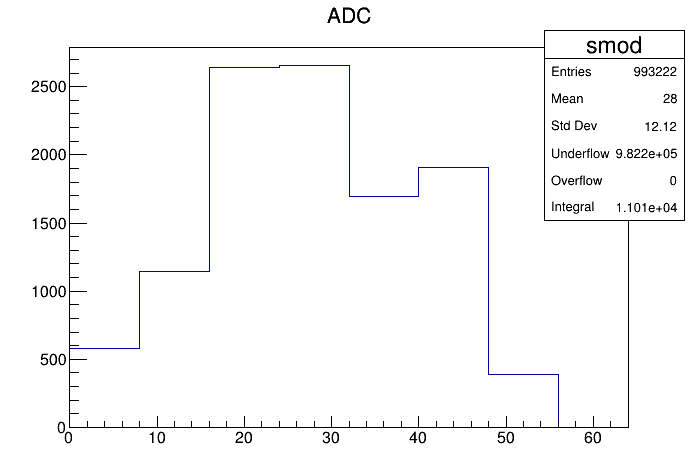 ADC
smod
Entries 993222
Mean 28
Std Dev 12.12
Underflow 9.822e+05
Overflow 0
Integral 1.101e+04
2500
2000
1500
1000
500
0
0 10 20 30 40 50 60